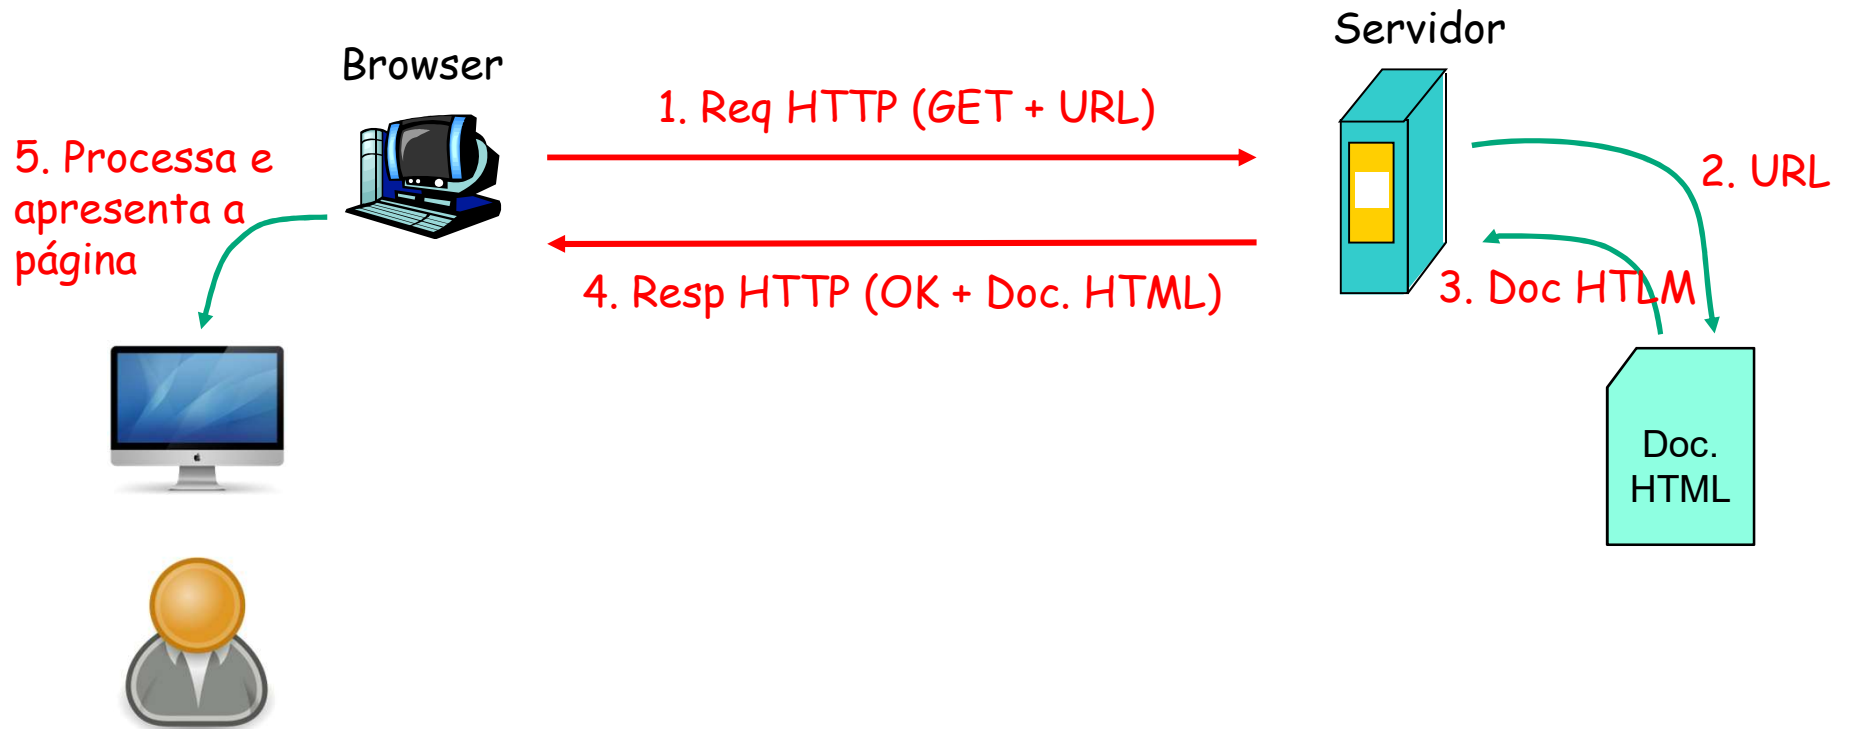 Servidor
Browser
1. Req HTTP (GET + URL)
5. Processa e
apresenta a
página
2. URL
4. Resp HTTP (OK + Doc. HTML)
3. Doc HTLM
Doc.
HTML